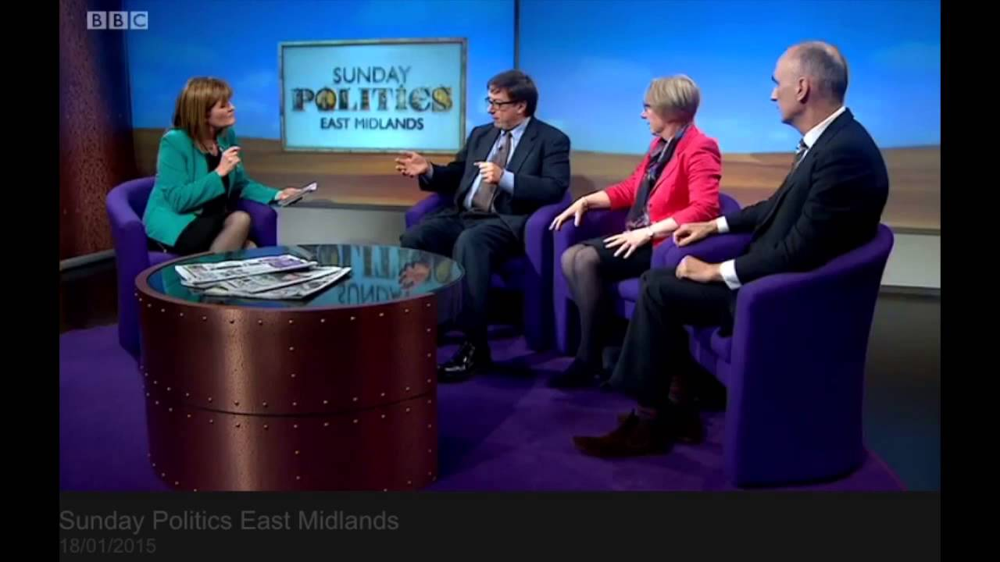 BBC
SUNDAY
POLITICS
EAST MIDLANDS
Sunday Politics East Midlands
18/01/2015